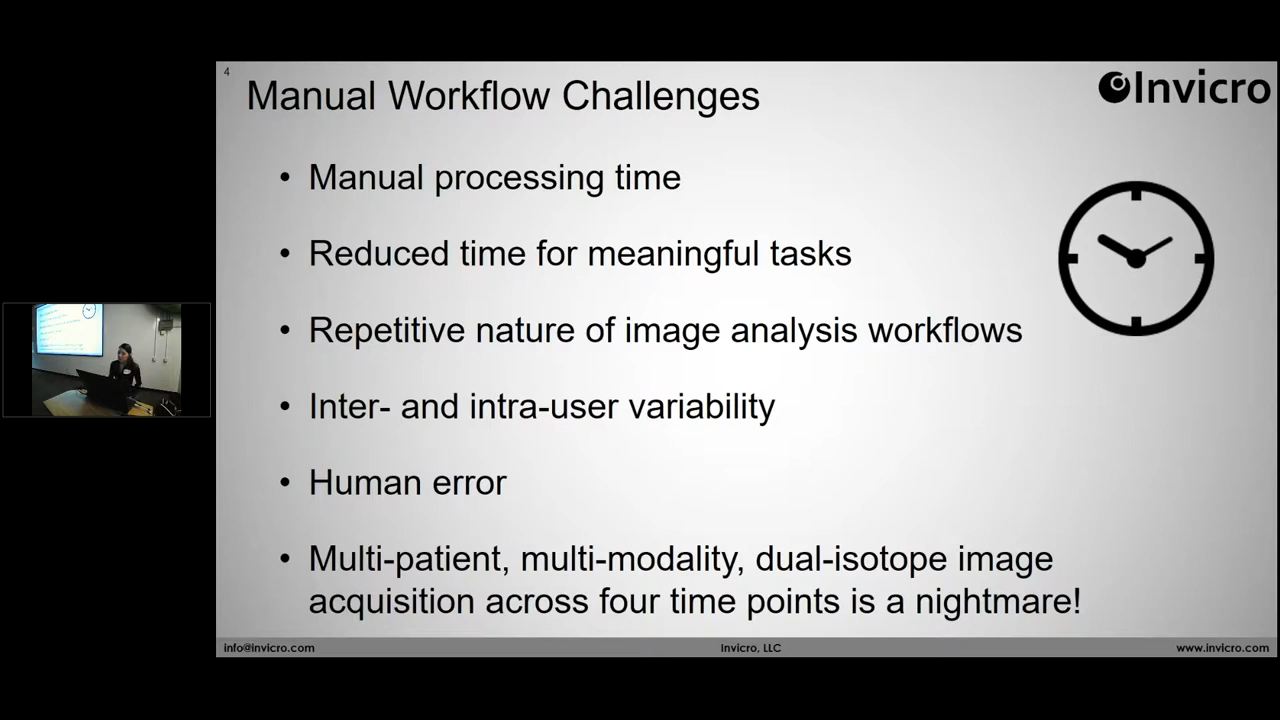 4
Manual Workflow Challenges
Invicro
• Manual processing time
• Reduced time for meaningful tasks
• Repetitive nature of image analysis workflows
• Inter- and intra-user variability
• Human error
• Multi-patient, multi-modality, dual-isotope image
acquisition across four time points is a nightmare!
info@invicro.com
Invicro, LLC
www.invicro.com